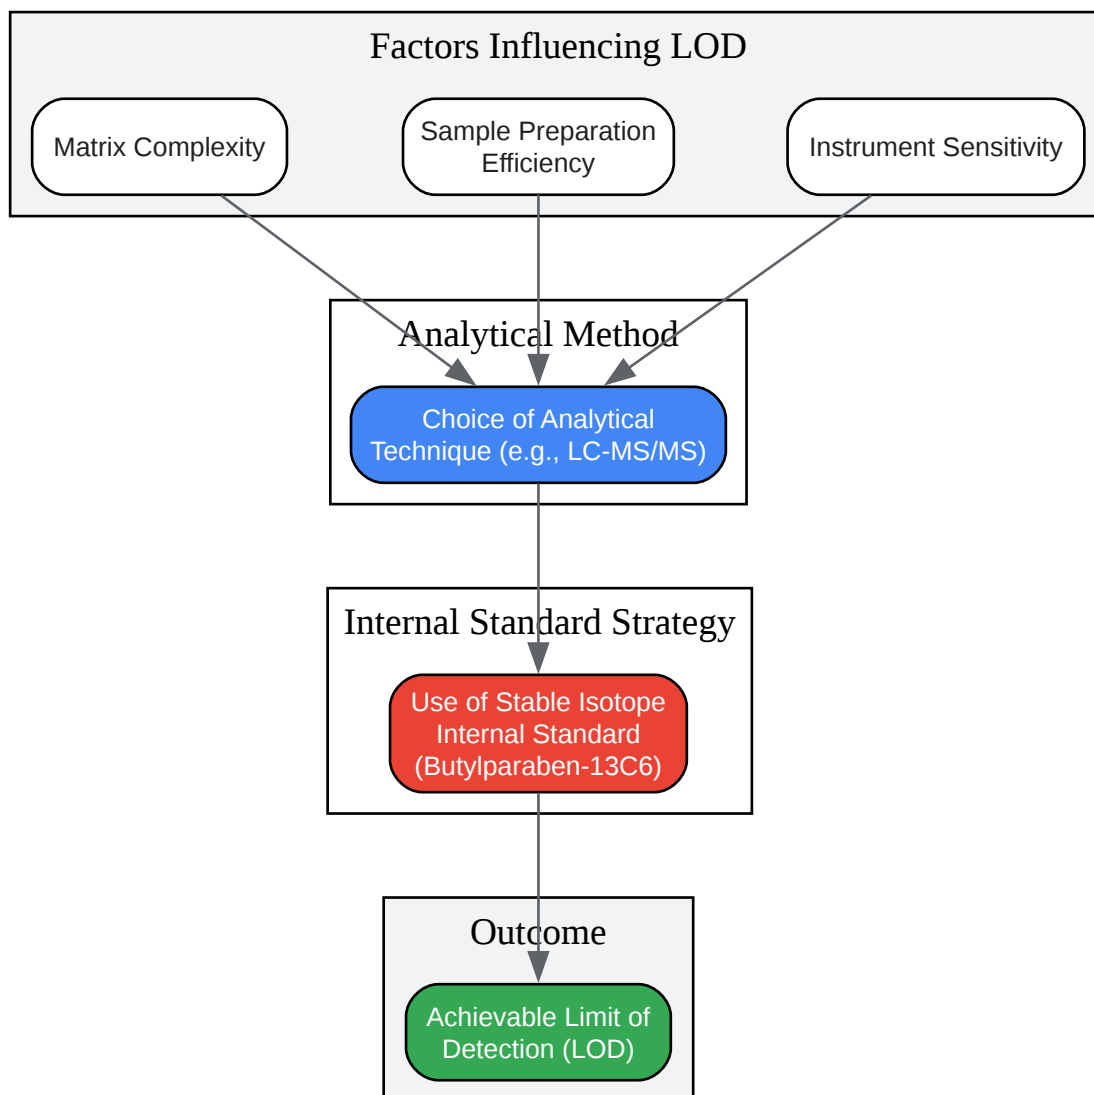 Factors Influencing LOD
Matrix Complexity
Sample Preparation
Efficiency
Instrument Sensitivity
Analytical Method
Choice of Analytical
Technique (e.g., LC-MS/MS)
Internal Standard Strategy
Use of Stable Isotope
Internal Standard
(Butylparaben-13C6)
Outcome
Achievable Limit of
Detection (LOD)